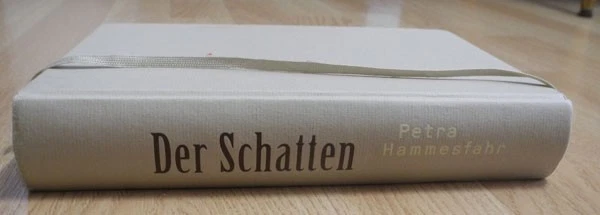 Der Schatten
Petra
Hammesfahr